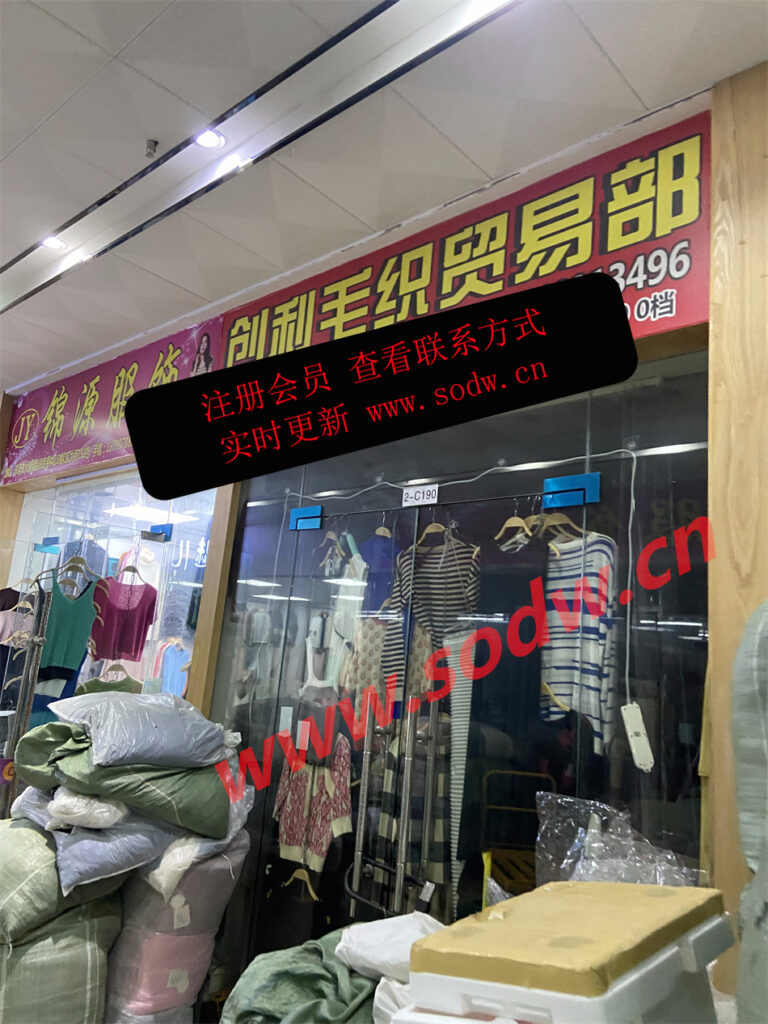 创利毛织贸易部
3496
0档
JY 锦源服饰
注册会员 查看联系方式
实时更新 www.sodw.cn
2-C190
www.sodw.cn